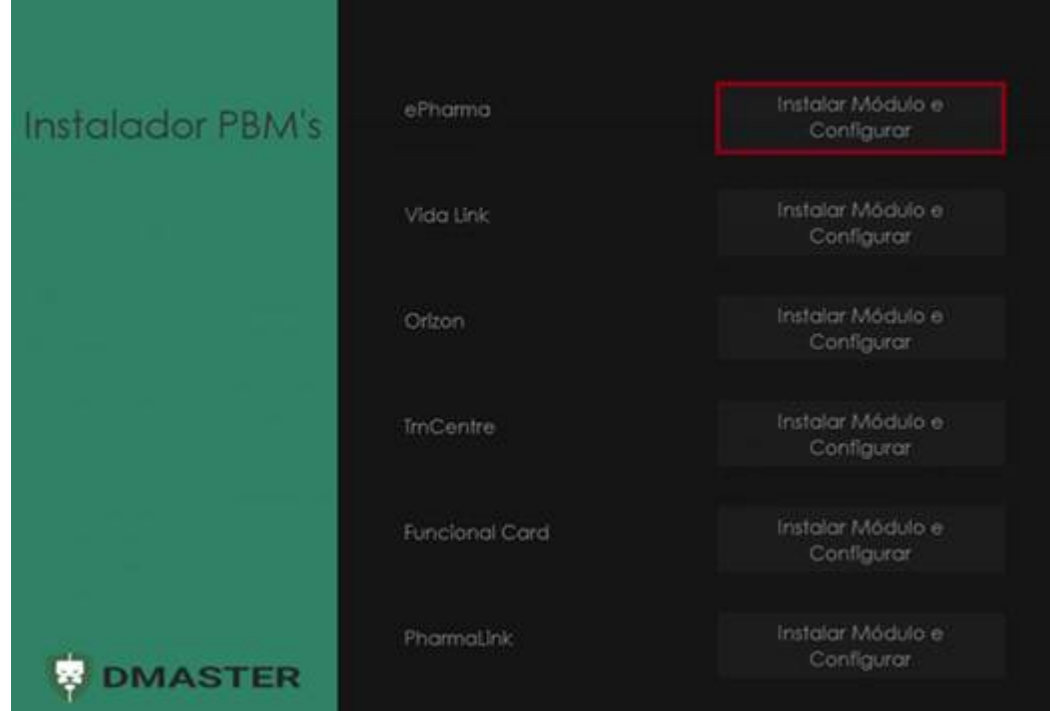 Instalador PBM's
ePharma
Instalar Módulo e
Configurar
Vida Link
Instalar Módulo e
Configurar
Orizon
Instalar Módulo e
Configurar
TrnCentre
Instalar Módulo e
Configurar
Funcional Card
Instalar Módulo e
Configurar
PharmaLink
Instalar Módulo e
Configurar
DMASTER